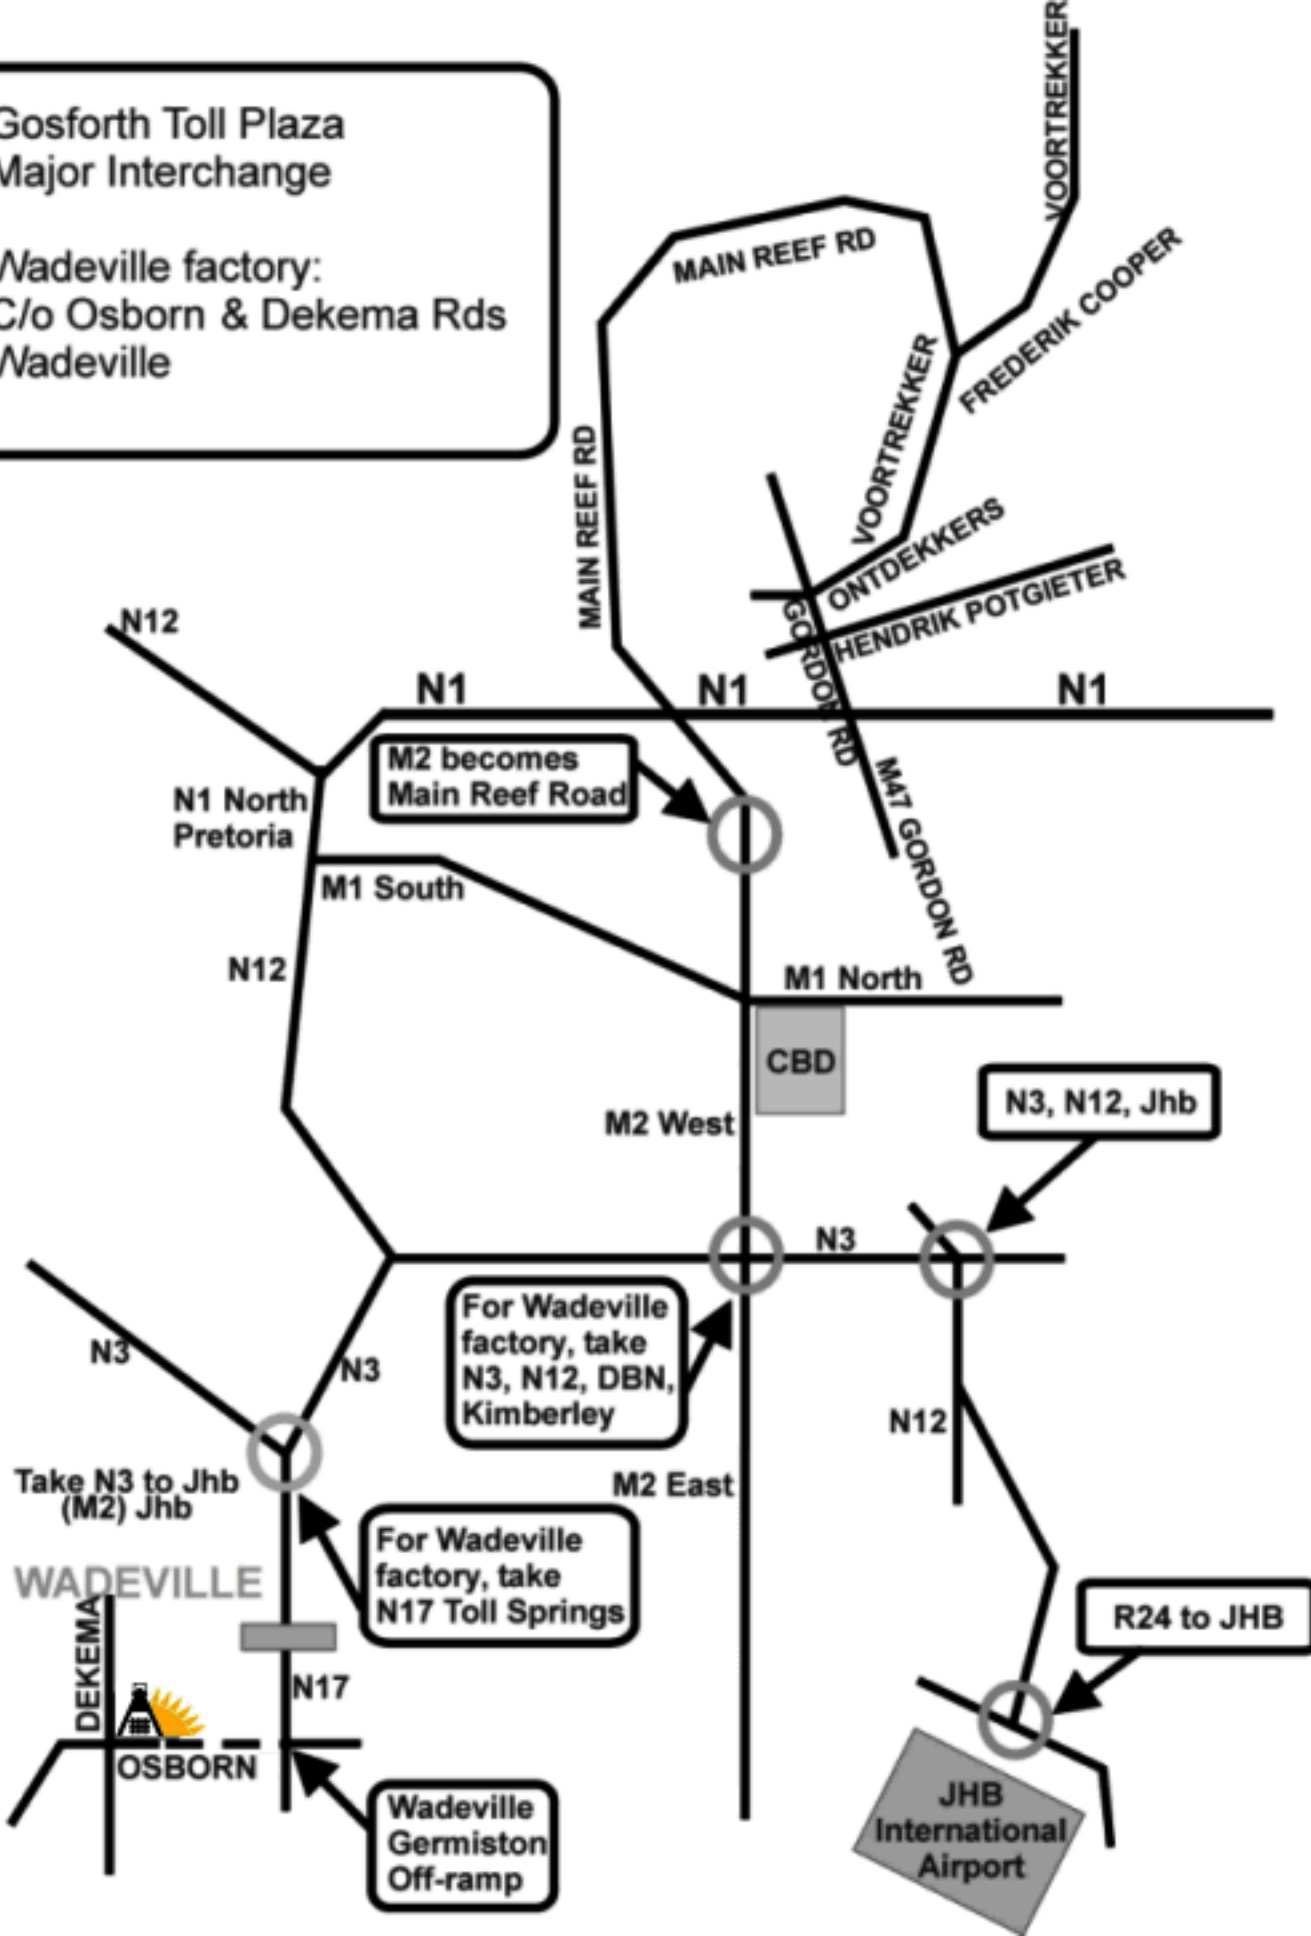 Gosforth Toll Plaza
Major Interchange
Wadeville factory:
C/o Osborn & Dekema Rds
Wadeville
VOORTREKKER
MAIN REEF RD
FREDERIK COOPER
VOORTREKKER
MAIN REEF RD
ONTDEKKERS
HENDRIK POTGIETER
GORDON RD
N12
N1
N1
N1
M2 becomes
Main Reef Road
M47 GORDON RD
N1 North
Pretoria
M1 South
N12
M1 North
CBD
M2 West
N3, N12, Jhb
N3
For Wadeville
factory, take
N3, N12, DBN,
Kimberley
N3
N3
N12
Take N3 to Jhb
(M2) Jhb
M2 East
For Wadeville
factory, take
N17 Toll Springs
WADEVILLE
DEKEMA
R24 to JHB
N17
OSBORN
Wadeville
Germiston
Off-ramp
JHB
International
Airport